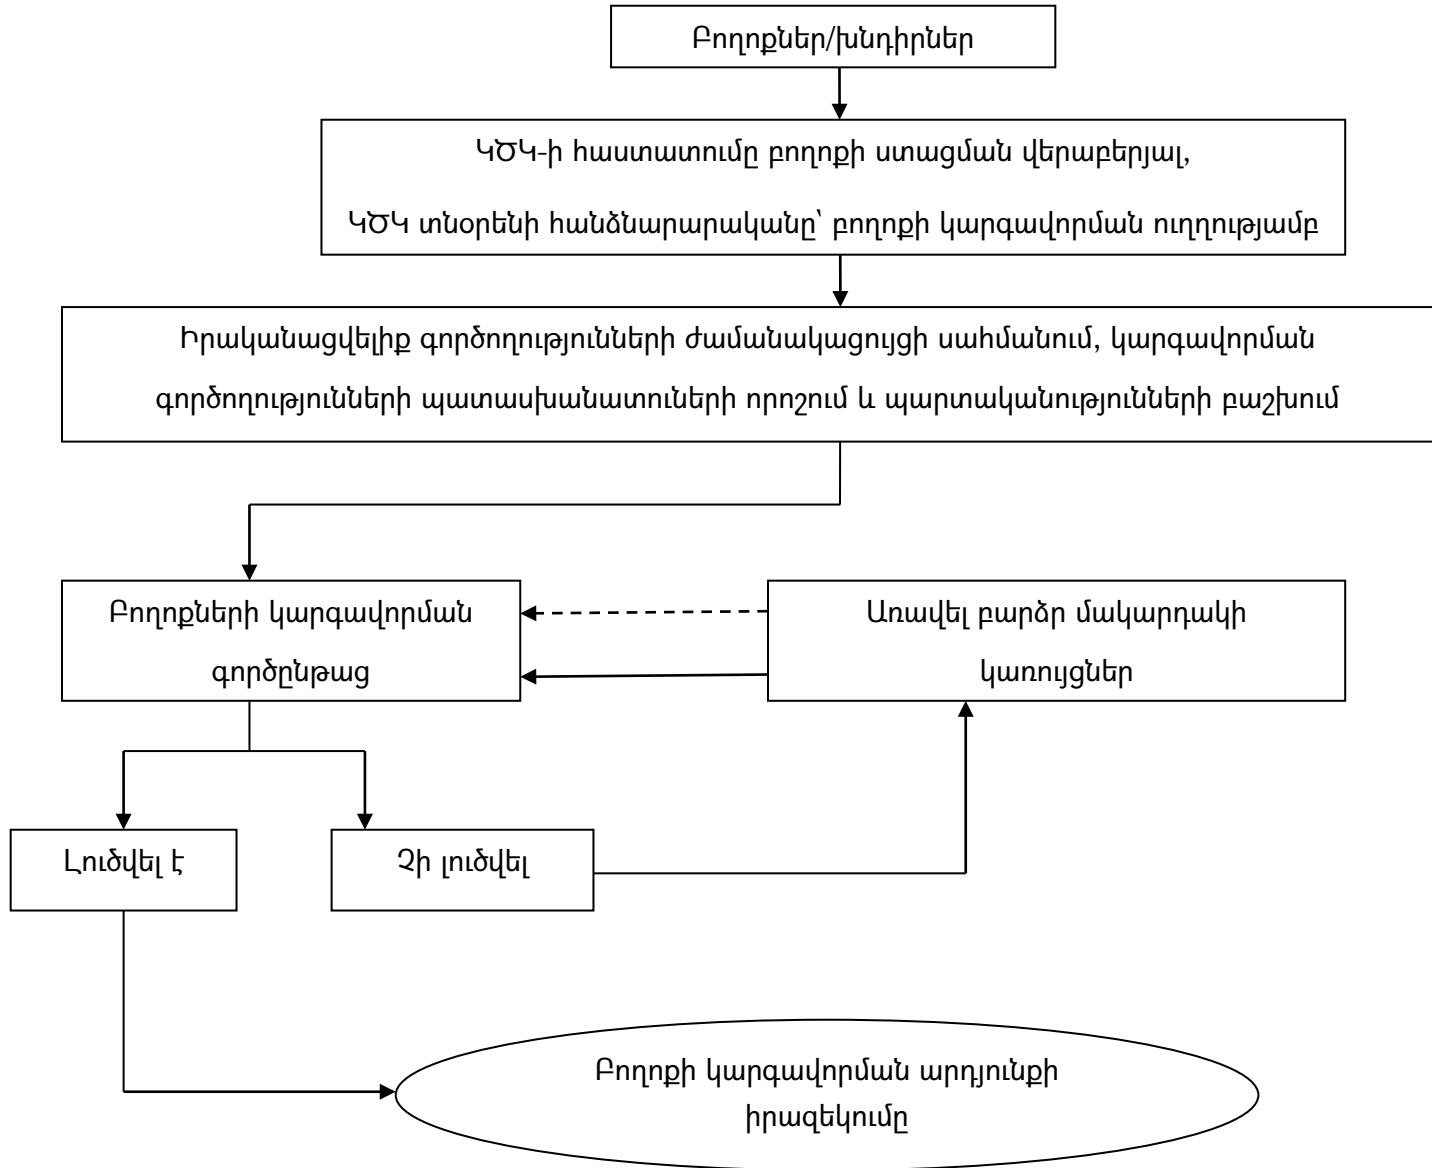 Բողոքներ/խնդիրներ
ԿԾԿ-ի հաստատումը բողոքի ստացման վերաբերյալ,
ԿԾԿ տնօրենի հանձնարարականը՝ բողոքի կարգավորման ուղղությամբ
Իրականացվելիք գործողությունների ժամանակացույցի սահմանում, կարգավորման
գործողությունների պատասխանատուների որոշում և պարտականությունների բաշխում
Բողոքների կարգավորման
գործընթաց
Առավել բարձր մակարդակի
կառույցներ
Լուծվել է
Չի լուծվել
Բողոքի կարգավորման արդյունքի
իրազեկումը